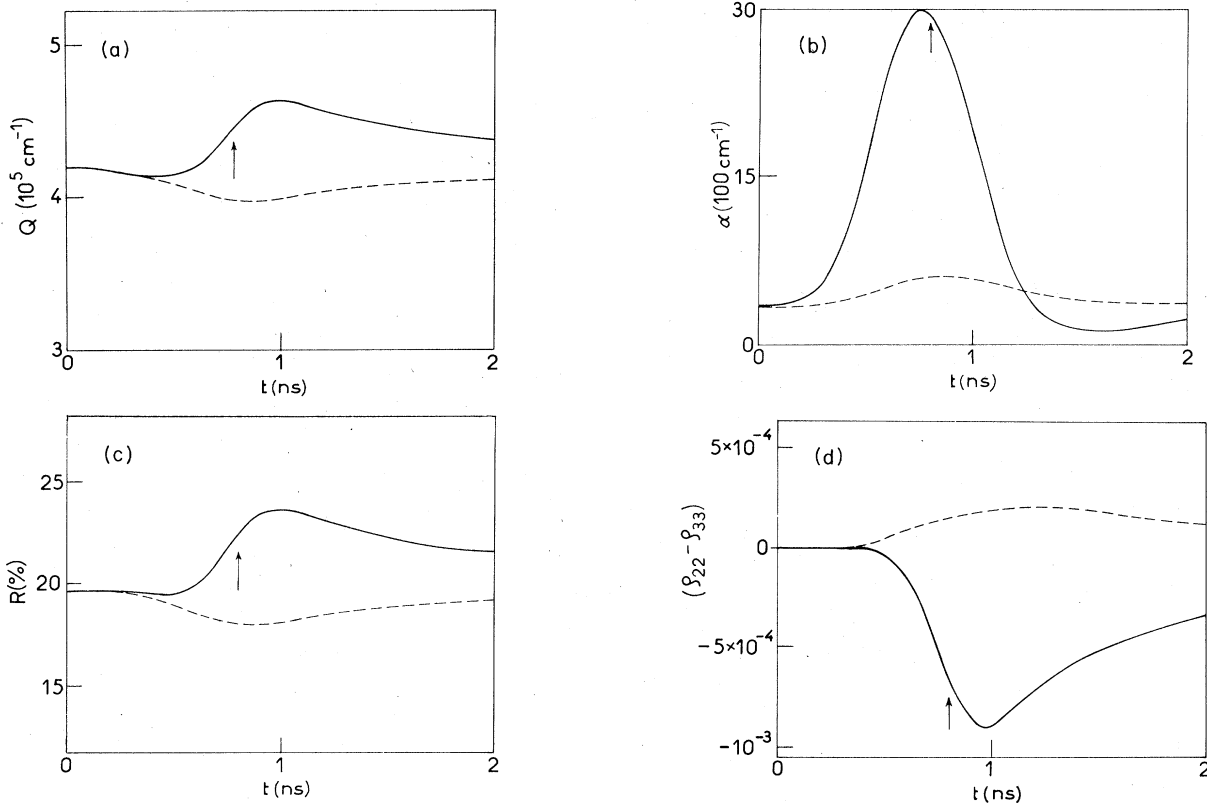 (a)
Q (10⁵ cm⁻¹)
5
4
3
0
1
2
t(ns)
(b)
α(100cm⁻¹)
30
15
0
0
1
2
t(ns)
(c)
R(%)
25
20
15
0
1
2
t(ns)
(d)
(ρ₂₂-ρ₃₃)
5×10⁻⁴
0
-5×10⁻⁴
-10⁻³
0
1
2
t(ns)